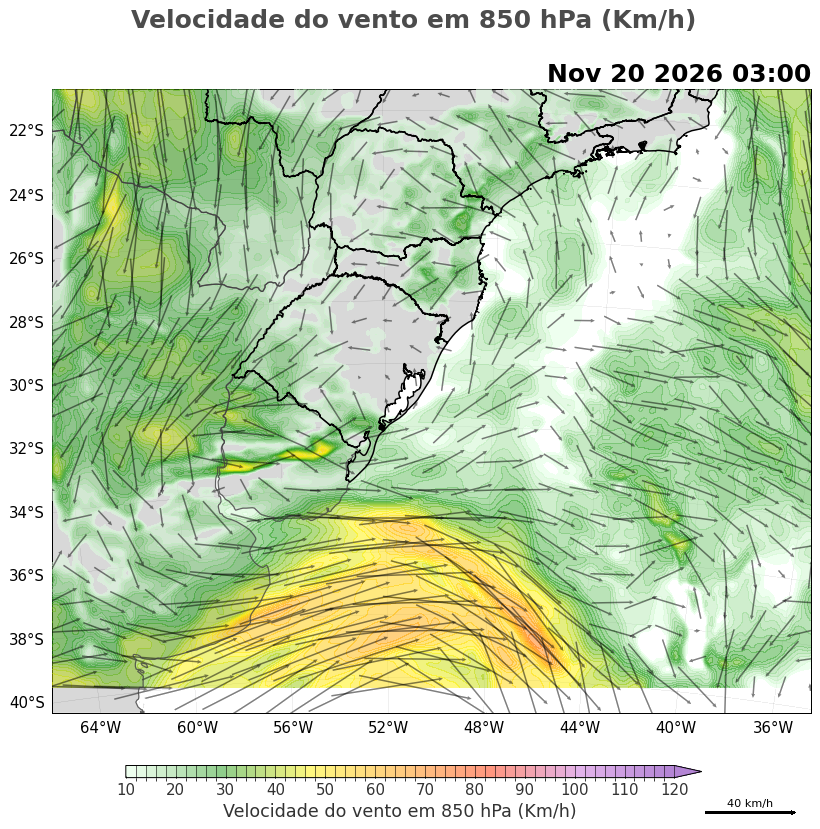 Velocidade do vento em 850 hPa (Km/h)
Nov 20 2026 03:00
22°S
24°S
26°S
28°S
30°S
32°S
34°S
36°S
38°S
40°S
64°W 60°W 56°W 52°W 48°W 44°W 40°W 36°W
10 20 30 40 50 60 70 80 90 100 110 120
Velocidade do vento em 850 hPa (Km/h)
40 km/h